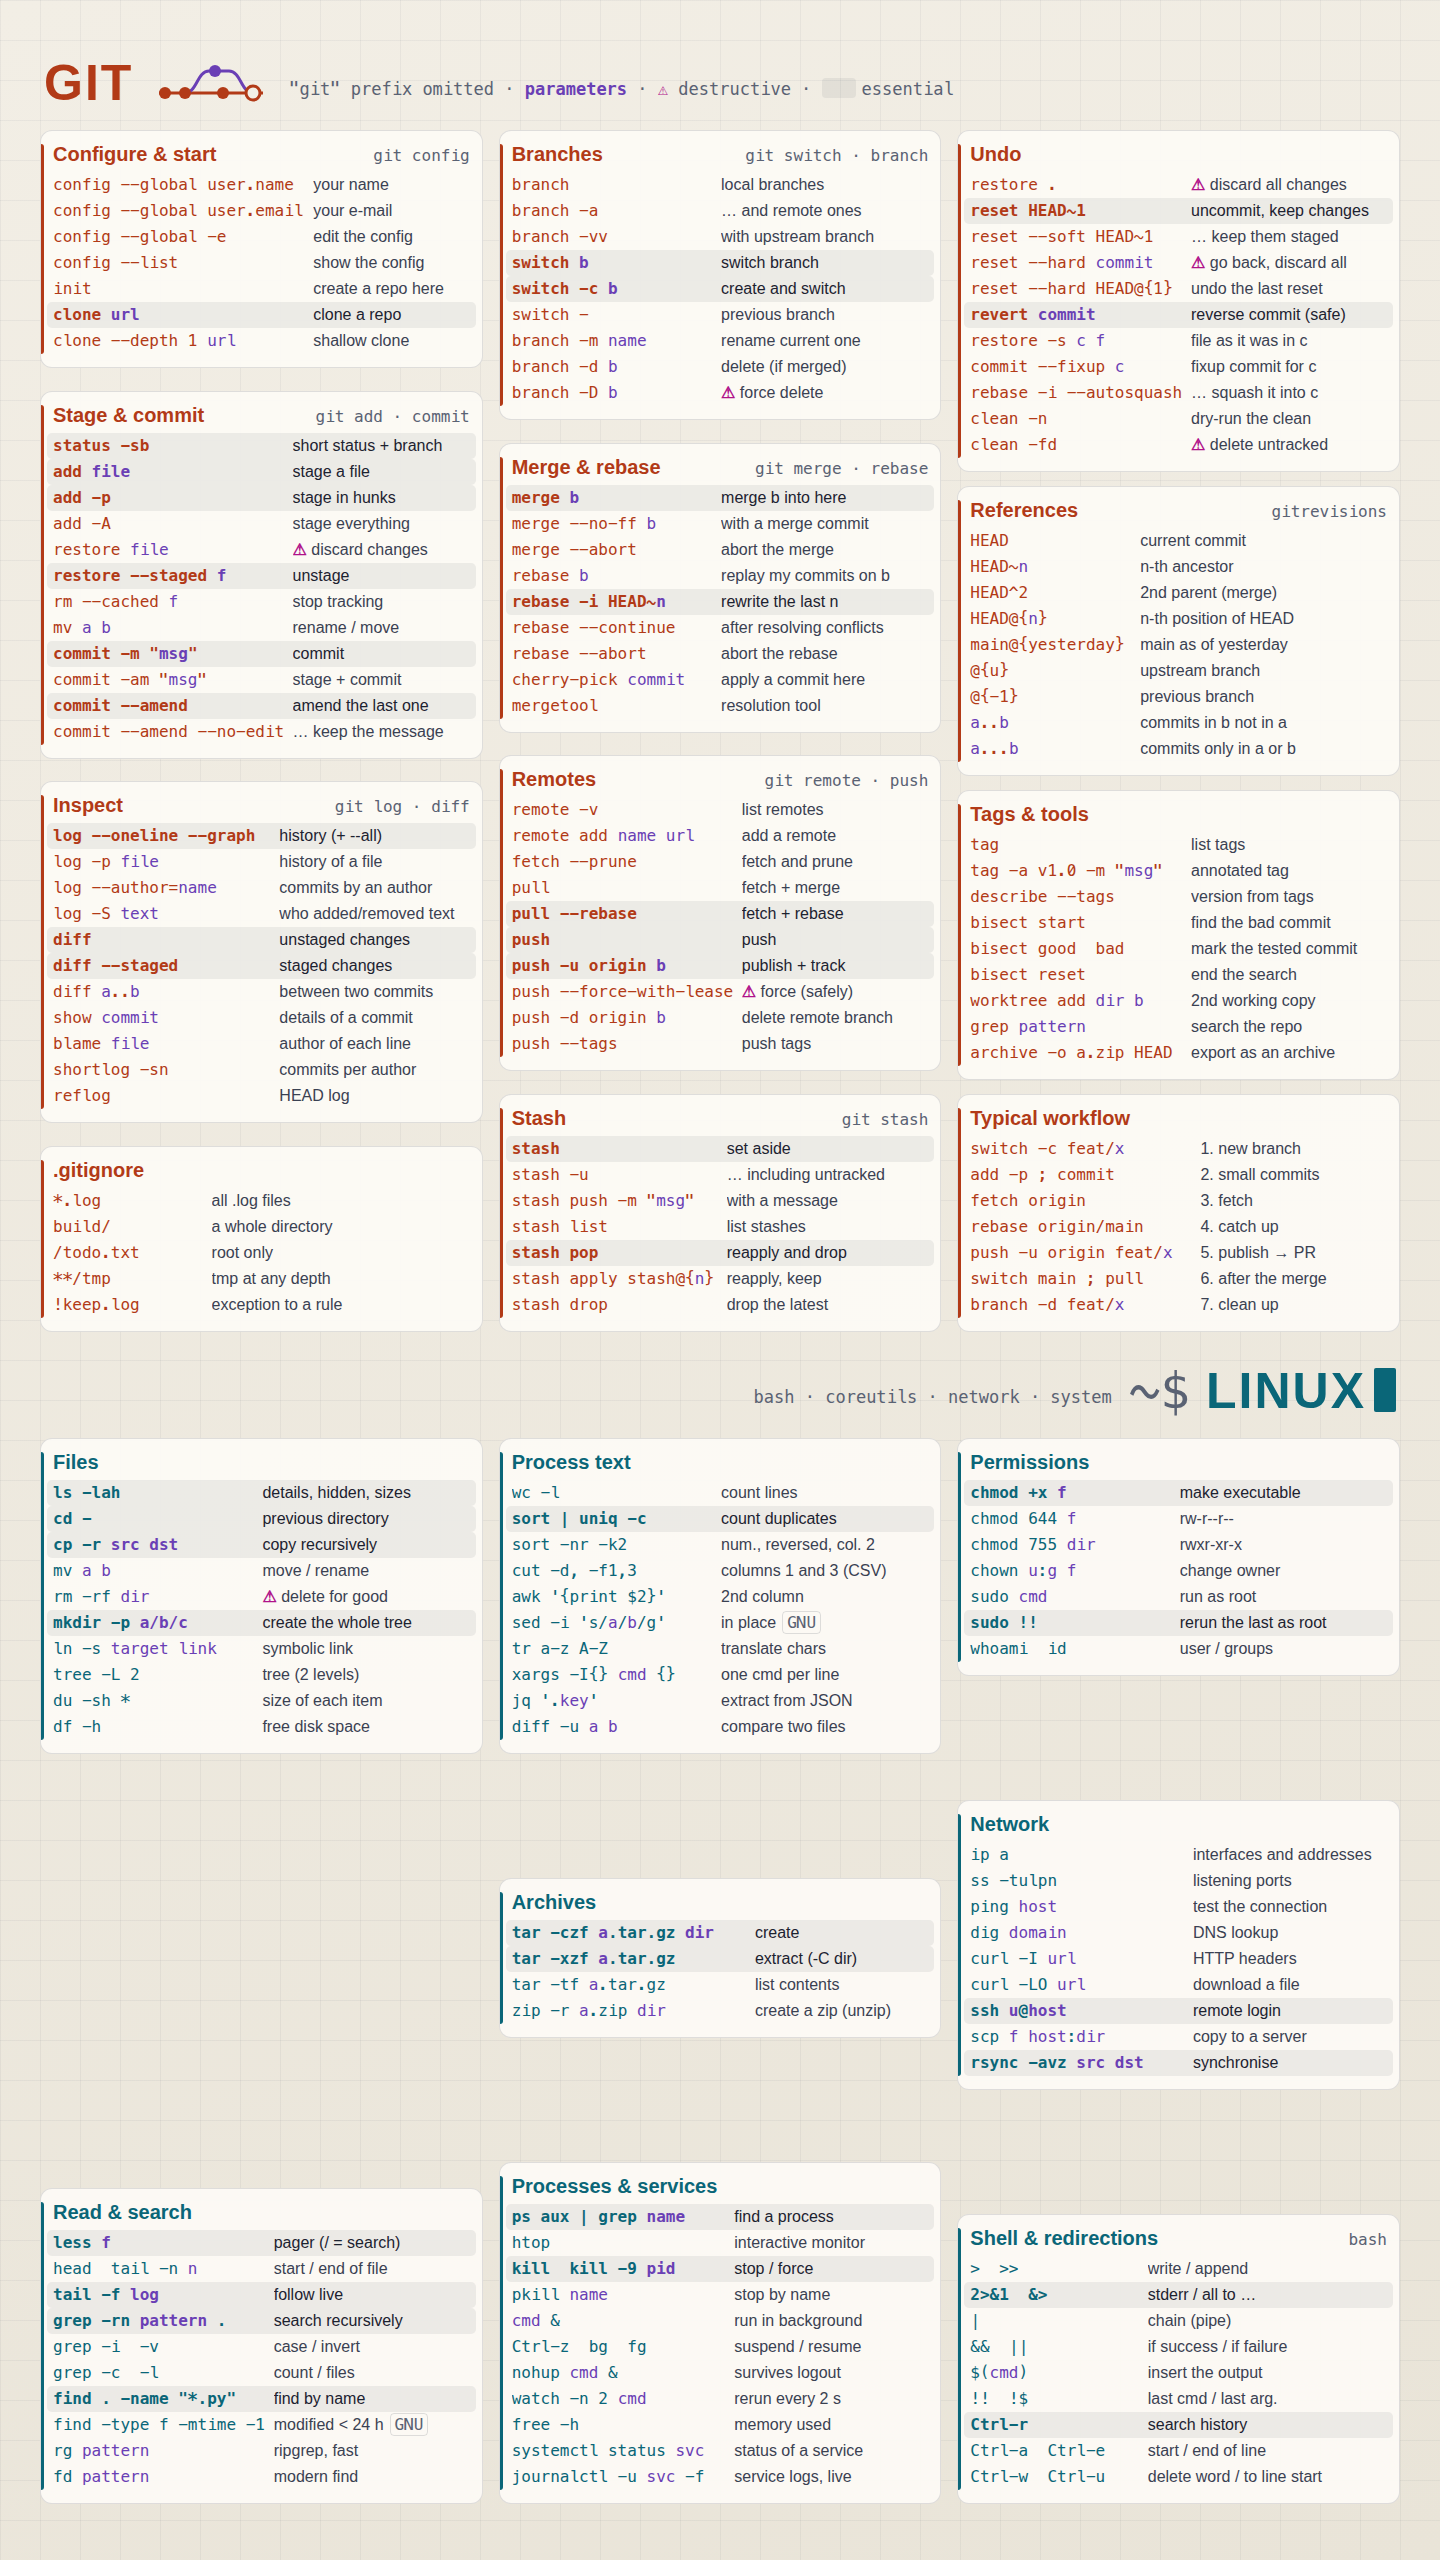 GIT "git" prefix omitted · parameters · ⚠ destructive · essential
Configure & start git config
config --global user.name your name
config --global user.email your e-mail
config --global -e edit the config
config --list show the config
init create a repo here
clone url clone a repo
clone --depth 1 url shallow clone
Stage & commit git add · commit
status -sb short status + branch
add file stage a file
add -p stage in hunks
add -A stage everything
restore file ⚠ discard changes
restore --staged f unstage
rm --cached f stop tracking
mv a b rename / move
commit -m "msg" commit
commit -am "msg" stage + commit
commit --amend amend the last one
commit --amend --no-edit … keep the message
Inspect git log · diff
log --oneline --graph history (+ --all)
log -p file history of a file
log --author=name commits by an author
log -S text who added/removed text
diff unstaged changes
diff --staged staged changes
diff a..b between two commits
show commit details of a commit
blame file author of each line
shortlog -sn commits per author
reflog HEAD log
.gitignore
*.log all .log files
build/ a whole directory
/todo.txt root only
**/tmp tmp at any depth
!keep.log exception to a rule
Branches git switch · branch
branch local branches
branch -a … and remote ones
branch -vv with upstream branch
switch b switch branch
switch -c b create and switch
switch - previous branch
branch -m name rename current one
branch -d b delete (if merged)
branch -D b ⚠ force delete
Merge & rebase git merge · rebase
merge b merge b into here
merge --no-ff b with a merge commit
merge --abort abort the merge
rebase b replay my commits on b
rebase -i HEAD~n rewrite the last n
rebase --continue after resolving conflicts
rebase --abort abort the rebase
cherry-pick commit apply a commit here
mergetool resolution tool
Remotes git remote · push
remote -v list remotes
remote add name url add a remote
fetch --prune fetch and prune
pull fetch + merge
pull --rebase fetch + rebase
push push
push -u origin b publish + track
push --force-with-lease ⚠ force (safely)
push -d origin b delete remote branch
push --tags push tags
Stash git stash
stash set aside
stash -u … including untracked
stash push -m "msg" with a message
stash list list stashes
stash pop reapply and drop
stash apply stash@{n} reapply, keep
stash drop drop the latest
Undo
restore . ⚠ discard all changes
reset HEAD~1 uncommit, keep changes
reset --soft HEAD~1 … keep them staged
reset --hard commit ⚠ go back, discard all
reset --hard HEAD@{1} undo the last reset
revert commit reverse commit (safe)
restore -s c f file as it was in c
commit --fixup c fixup commit for c
rebase -i --autosquash … squash it into c
clean -n dry-run the clean
clean -fd ⚠ delete untracked
References gitrevisions
HEAD current commit
HEAD~n n-th ancestor
HEAD^2 2nd parent (merge)
HEAD@{n} n-th position of HEAD
main@{yesterday} main as of yesterday
@{u} upstream branch
@{-1} previous branch
a..b commits in b not in a
a...b commits only in a or b
Tags & tools
tag list tags
tag -a v1.0 -m "msg" annotated tag
describe --tags version from tags
bisect start find the bad commit
bisect good bad mark the tested commit
bisect reset end the search
worktree add dir b 2nd working copy
grep pattern search the repo
archive -o a.zip HEAD export as an archive
Typical workflow
switch -c feat/x 1. new branch
add -p ; commit 2. small commits
fetch origin 3. fetch
rebase origin/main 4. catch up
push -u origin feat/x 5. publish → PR
switch main ; pull 6. after the merge
branch -d feat/x 7. clean up
bash · coreutils · network · system ~$ LINUX
Files
ls -lah details, hidden, sizes
cd - previous directory
cp -r src dst copy recursively
mv a b move / rename
rm -rf dir ⚠ delete for good
mkdir -p a/b/c create the whole tree
ln -s target link symbolic link
tree -L 2 tree (2 levels)
du -sh * size of each item
df -h free disk space
Read & search
less f pager (/ = search)
head tail -n n start / end of file
tail -f log follow live
grep -rn pattern . search recursively
grep -i -v case / invert
grep -c -l count / files
find . -name "*.py" find by name
find -type f -mtime -1 modified < 24 h GNU
rg pattern ripgrep, fast
fd pattern modern find
Process text
wc -l count lines
sort | uniq -c count duplicates
sort -nr -k2 num., reversed, col. 2
cut -d, -f1,3 columns 1 and 3 (CSV)
awk '{print $2}' 2nd column
sed -i 's/a/b/g' in place GNU
tr a-z A-Z translate chars
xargs -I{} cmd {} one cmd per line
jq '.key' extract from JSON
diff -u a b compare two files
Archives
tar -czf a.tar.gz dir create
tar -xzf a.tar.gz extract (-C dir)
tar -tf a.tar.gz list contents
zip -r a.zip dir create a zip (unzip)
Processes & services
ps aux | grep name find a process
htop interactive monitor
kill kill -9 pid stop / force
pkill name stop by name
cmd & run in background
Ctrl-z bg fg suspend / resume
nohup cmd & survives logout
watch -n 2 cmd rerun every 2 s
free -h memory used
systemctl status svc status of a service
journalctl -u svc -f service logs, live
Permissions
chmod +x f make executable
chmod 644 f rw-r--r--
chmod 755 dir rwxr-xr-x
chown u:g f change owner
sudo cmd run as root
sudo !! rerun the last as root
whoami id user / groups
Network
ip a interfaces and addresses
ss -tulpn listening ports
ping host test the connection
dig domain DNS lookup
curl -I url HTTP headers
curl -LO url download a file
ssh u@host remote login
scp f host:dir copy to a server
rsync -avz src dst synchronise
Shell & redirections bash
> >> write / append
2>&1 &> stderr / all to …
| chain (pipe)
&& || if success / if failure
$(cmd) insert the output
!! !$ last cmd / last arg.
Ctrl-r search history
Ctrl-a Ctrl-e start / end of line
Ctrl-w Ctrl-u delete word / to line start